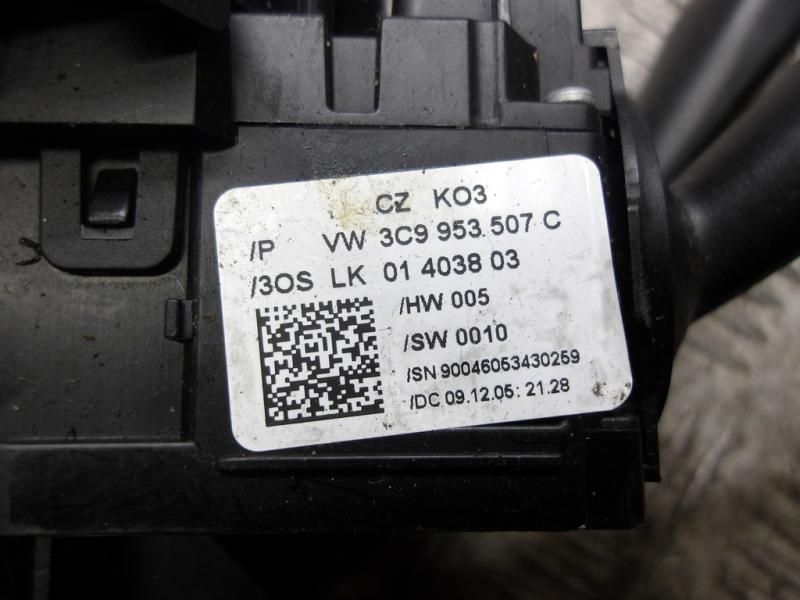 CZ KO3
/P VW 3C9 953 507 C
/3OS LK 01 4038 03
/HW 005
/SW 0010
/SN 90046053430259
/DC 09.12.05: 21.28